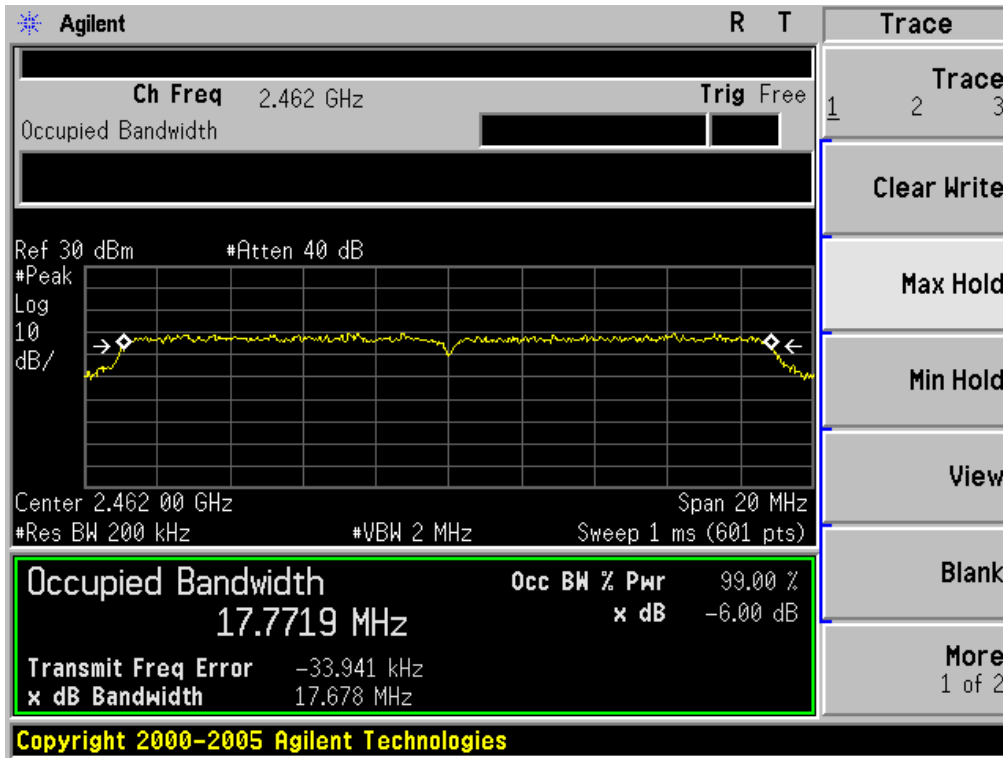 Agilent R T
Ch Freq 2.462 GHz Trig Free
Occupied Bandwidth
Ref 30 dBm #Atten 40 dB
#Peak
Log
10
dB/
Center 2.462 00 GHz Span 20 MHz
#Res BW 200 kHz #VBW 2 MHz Sweep 1 ms (601 pts)
Occupied Bandwidth Occ BW % Pwr 99.00 %
17.7719 MHz x dB -6.00 dB
Transmit Freq Error -33.941 kHz
x dB Bandwidth 17.678 MHz
Copyright 2000-2005 Agilent Technologies
Trace
Trace
1 2 3
Clear Write
Max Hold
Min Hold
View
Blank
More
1 of 2